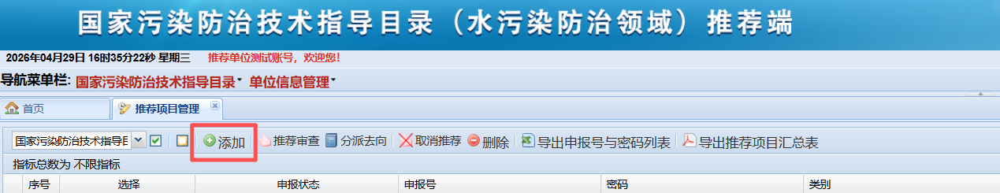 国家污染防治技术指导目录（水污染防治领域）推荐端
2026年04月29日 16时35分22秒 星期三 推荐单位测试账号，欢迎您！
导航菜单栏: 国家污染防治技术指导目录 单位信息管理
首页 推荐项目管理
国家污染防治技术指导目 添加 推荐审查 分派去向 取消推荐 删除 导出申报号与密码列表 导出推荐项目汇总表
指标总数为 不限指标
序号 选择 申报状态 申报号 密码 类别